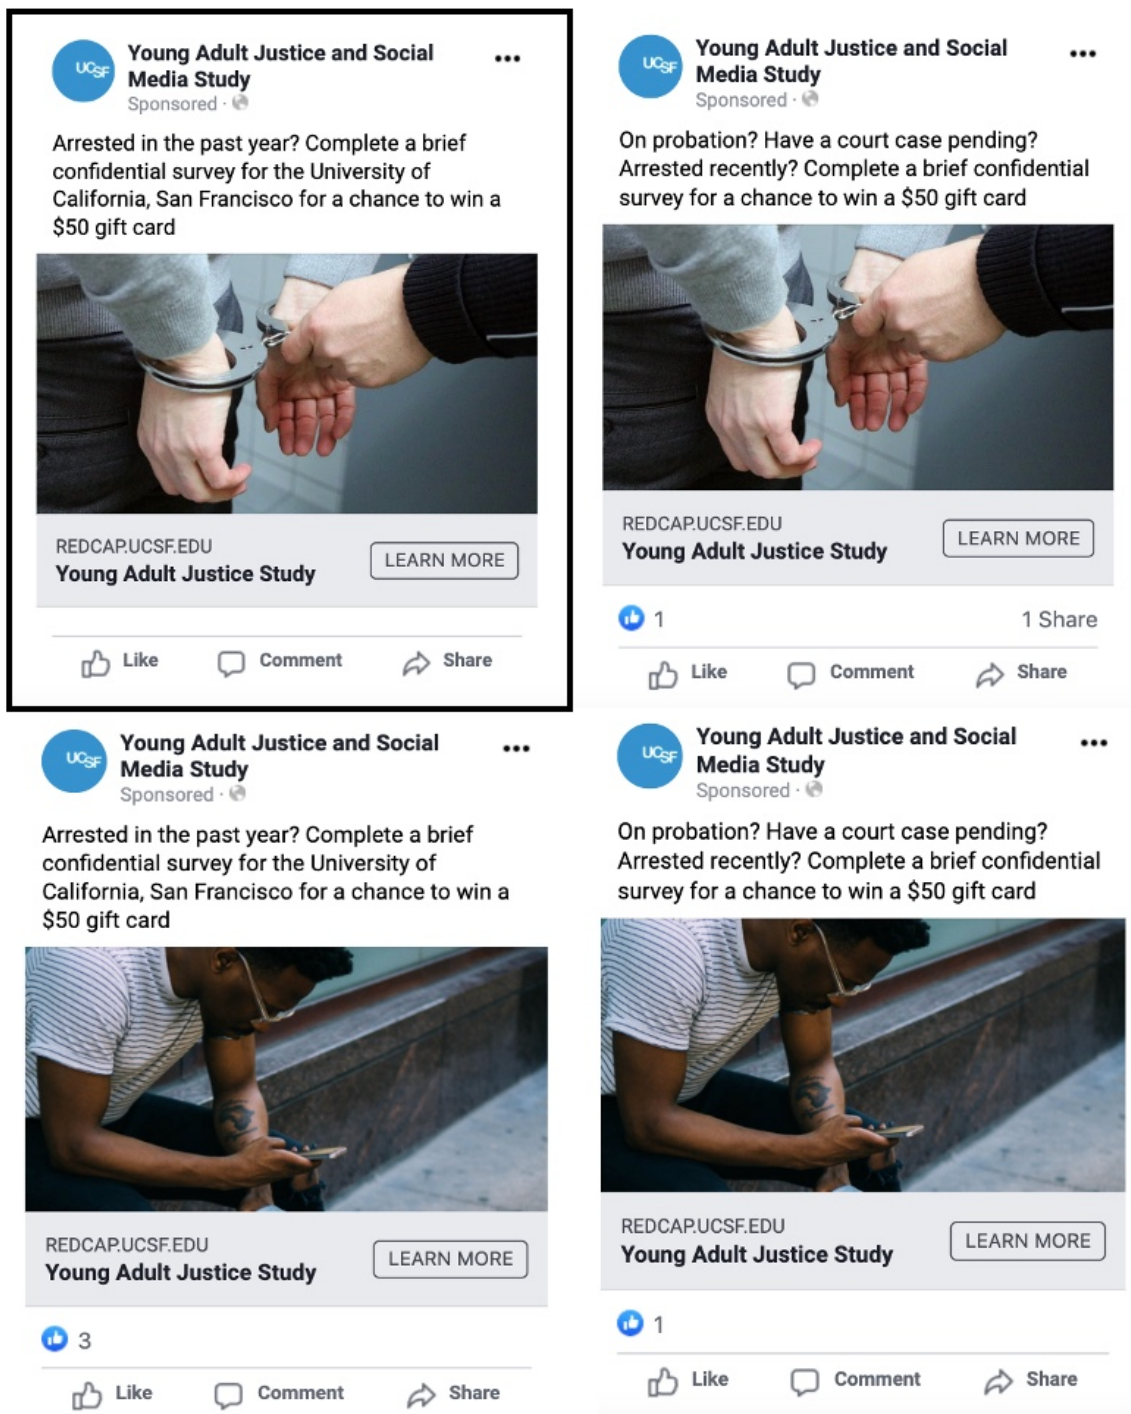 UCSF
Young Adult Justice and Social
Media Study
Sponsored ·
Arrested in the past year? Complete a brief
confidential survey for the University of
California, San Francisco for a chance to win a
$50 gift card
REDCAP.UCSF.EDU
Young Adult Justice Study
LEARN MORE
Like
Comment
Share
UCSF
Young Adult Justice and Social
Media Study
Sponsored ·
On probation? Have a court case pending?
Arrested recently? Complete a brief confidential
survey for a chance to win a $50 gift card
REDCAP.UCSF.EDU
Young Adult Justice Study
LEARN MORE
1
1 Share
Like
Comment
Share
UCSF
Young Adult Justice and Social
Media Study
Sponsored ·
Arrested in the past year? Complete a brief
confidential survey for the University of
California, San Francisco for a chance to win a
$50 gift card
REDCAP.UCSF.EDU
Young Adult Justice Study
LEARN MORE
3
Like
Comment
Share
UCSF
Young Adult Justice and Social
Media Study
Sponsored ·
On probation? Have a court case pending?
Arrested recently? Complete a brief confidential
survey for a chance to win a $50 gift card
REDCAP.UCSF.EDU
Young Adult Justice Study
LEARN MORE
1
Like
Comment
Share